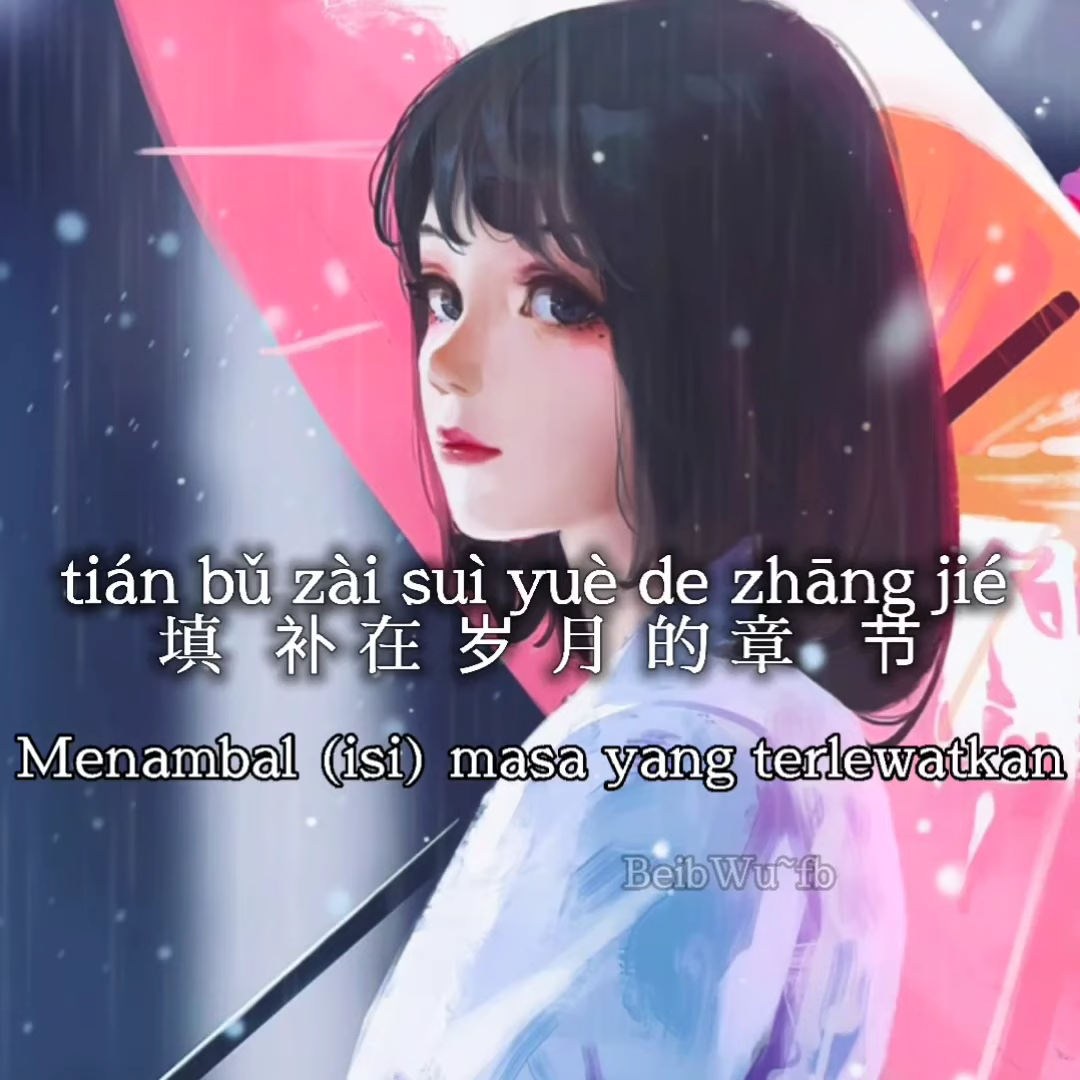 tián bǔ zài suì yuè de zhāng jié
填 补 在 岁 月 的 章 节
Menambal (isi) masa yang terlewatkan
BeibWu~fb